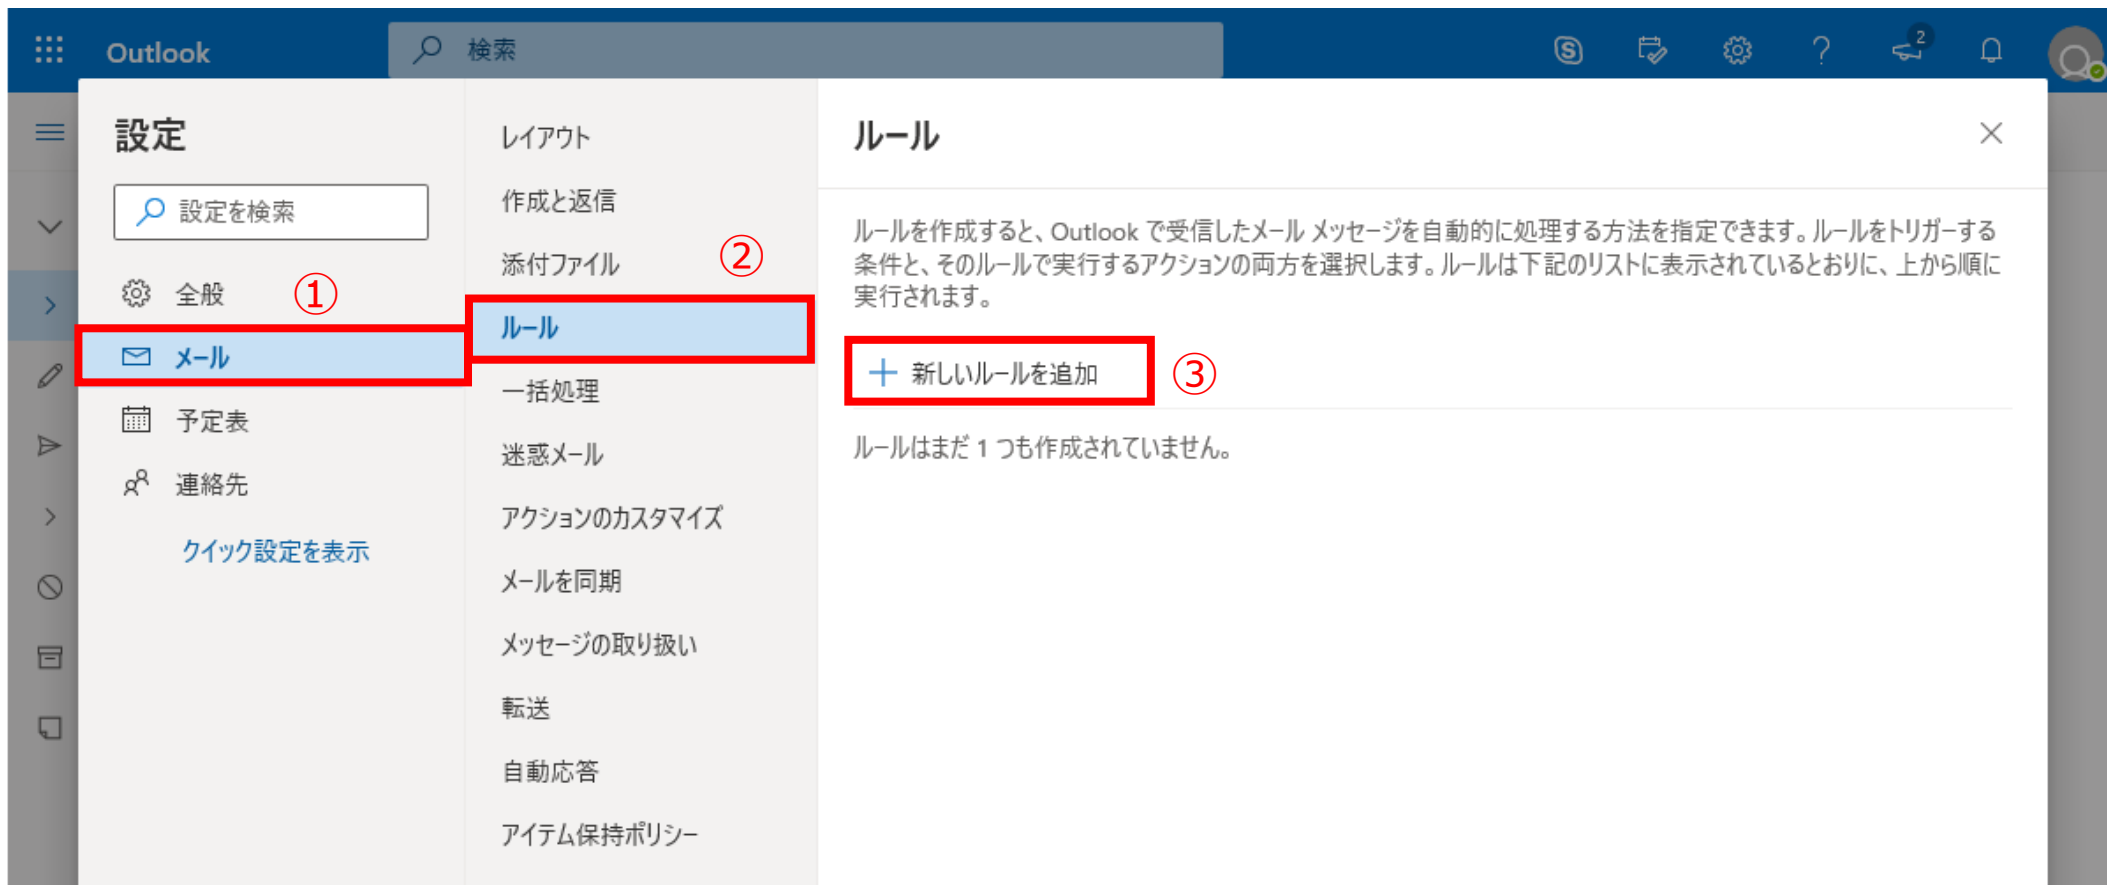 Outlook
検索
2
設定
設定を検索
全般
①
メール
予定表
連絡先
クイック設定を表示
レイアウト
作成と返信
添付ファイル
②
ルール
一括処理
迷惑メール
アクションのカスタマイズ
メールを同期
メッセージの取り扱い
転送
自動応答
アイテム保持ポリシー
ルール
ルールを作成すると、Outlook で受信したメール メッセージを自動的に処理する方法を指定できます。ルールをトリガーする
条件と、そのルールで実行するアクションの両方を選択します。ルールは下記のリストに表示されているとおりに、上から順に
実行されます。
新しいルールを追加
③
ルールはまだ 1 つも作成されていません。